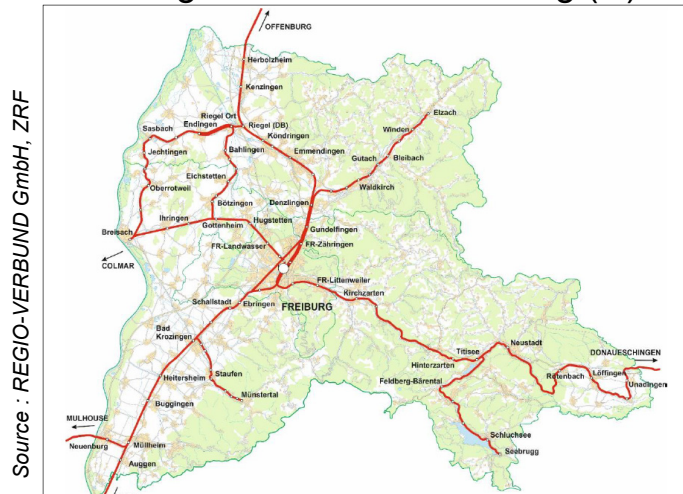 OFFENBURG
Herbolzheim
Kenzingen
Elzach
Riegel Ort
Endingen
Riegel (DB)
Winden
Sasbach
Köndringen
Jechtingen
Bahlingen
Emmendingen
Gutach
Bleibach
Eichstetten
Oberrotweil
Waldkirch
Bötzingen
Denzlingen
Ihringen
Hugstetten
Breisach
Gottenheim
Gundelfingen
FR-Landwasser
FR-Zähringen
COLMAR
FR-Littenweiler
Kirchzarten
Schallstadt
Ebringen
FREIBURG
Bad
Krozingen
Titisee
Neustadt
DONAUESCHINGEN
Hinterzarten
Rötenbach
Löffingen
Heitersheim
Staufen
Feldberg-Bärental
Unadingen
Münstertal
Buggingen
MULHOUSE
Neuenburg
Müllheim
Schluchsee
Seebrugg
Auggen
Source : REGIO-VERBUND GmbH, ZRF